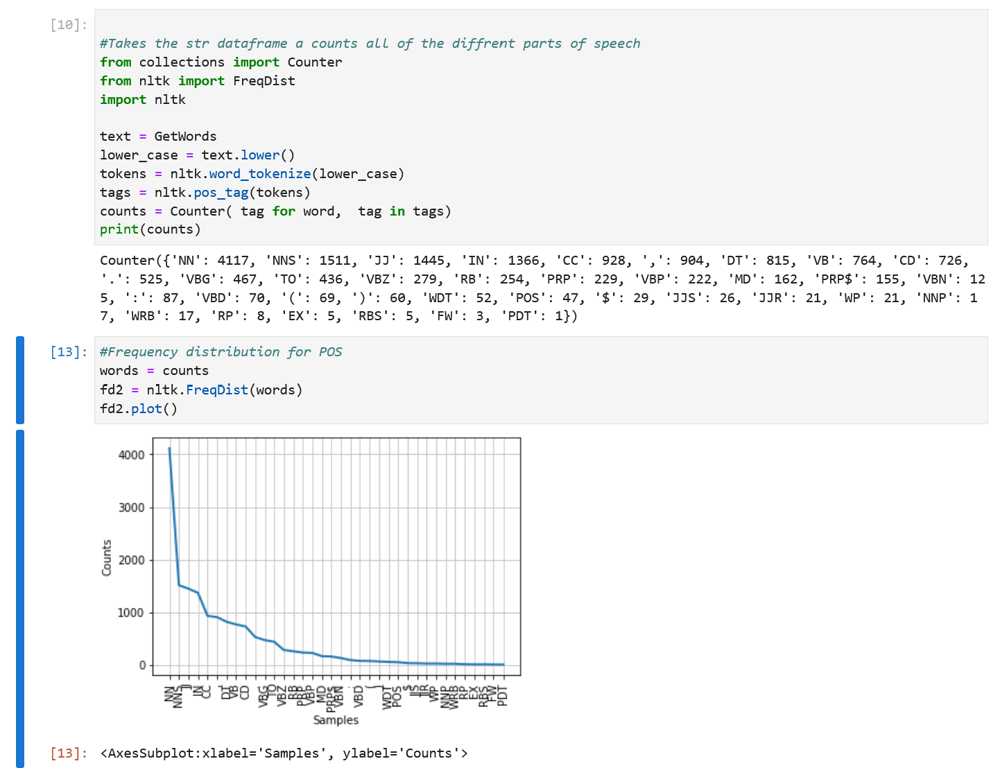 [10]:
#Takes the str dataframe a counts all of the diffrent parts of speech
from collections import Counter
from nltk import FreqDist
import nltk
text = GetWords
lower_case = text.lower()
tokens = nltk.word_tokenize(lower_case)
tags = nltk.pos_tag(tokens)
counts = Counter( tag for word,  tag in tags)
print(counts)
Counter({'NN': 4117, 'NNS': 1511, 'JJ': 1445, 'IN': 1366, 'CC': 928, ',': 904, 'DT': 815, 'VB': 764, 'CD': 726,
'.': 525, 'VBG': 467, 'TO': 436, 'VBZ': 279, 'RB': 254, 'PRP': 229, 'VBP': 222, 'MD': 162, 'PRP$': 155, 'VBN': 12
5, ':': 87, 'VBD': 70, '(': 69, ')': 60, 'WDT': 52, 'POS': 47, '$': 29, 'JJS': 26, 'JJR': 21, 'WP': 21, 'NNP': 1
7, 'WRB': 17, 'RP': 8, 'EX': 5, 'RBS': 5, 'FW': 3, 'PDT': 1})
[13]:
#Frequency distribution for POS
words = counts
fd2 = nltk.FreqDist(words)
fd2.plot()
4000
3000
2000
1000
0
Counts
NN
NNS
JJ
IN
CC
,
DT
VB
CD
.
VBG
TO
VBZ
RB
PRP
VBP
MD
PRP$
VBN
:
VBD
(
)
WDT
POS
$
JJS
JJR
WP
NNP
WRB
RP
EX
RBS
FW
PDT
Samples
[13]: <AxesSubplot:xlabel='Samples', ylabel='Counts'>